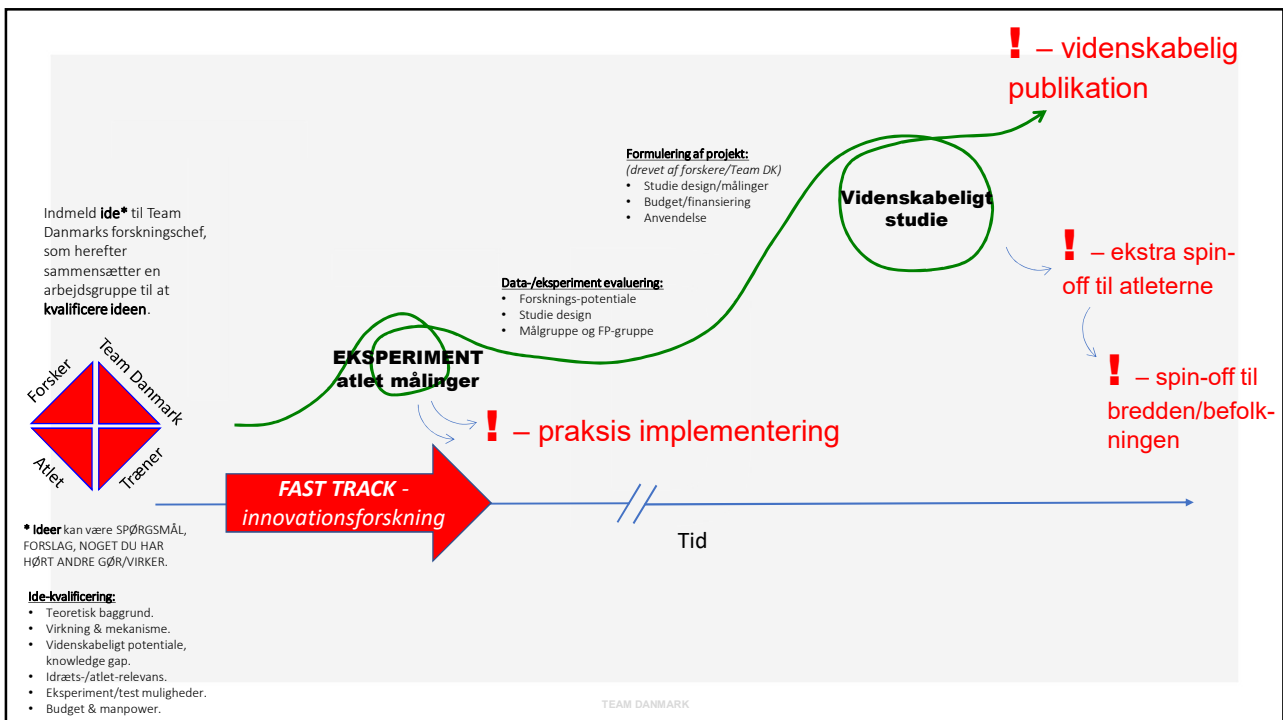 ! – videnskabelig
publikation
Formulering af projekt:
(drevet af forskere/Team DK)
• Studie design/målinger
• Budget/finansiering
• Anvendelse
Videnskabeligt
studie
Indmeld ide* til Team
Danmarks forskningschef,
som herefter
sammensætter en
arbejdsgruppe til at
kvalificere ideen.
! – ekstra spin-
off til atleterne
Data-/eksperiment evaluering:
• Forsknings-potentiale
• Studie design
• Målgruppe og FP-gruppe
EKSPERIMENT
atlet målinger
! – spin-off til
bredden/befolk-
ningen
Forsker
Team Danmark
Atlet
Træner
! – praksis implementering
FAST TRACK -
innovationsforskning
Tid
* Ideer kan være SPØRGSMÅL,
FORSLAG, NOGET DU HAR
HØRT ANDRE GØR/VIRKER.
Ide-kvalificering:
• Teoretisk baggrund.
• Virkning & mekanisme.
• Videnskabeligt potentiale,
knowledge gap.
• Idræts-/atlet-relevans.
• Eksperiment/test muligheder.
• Budget & manpower.
TEAM DANMARK